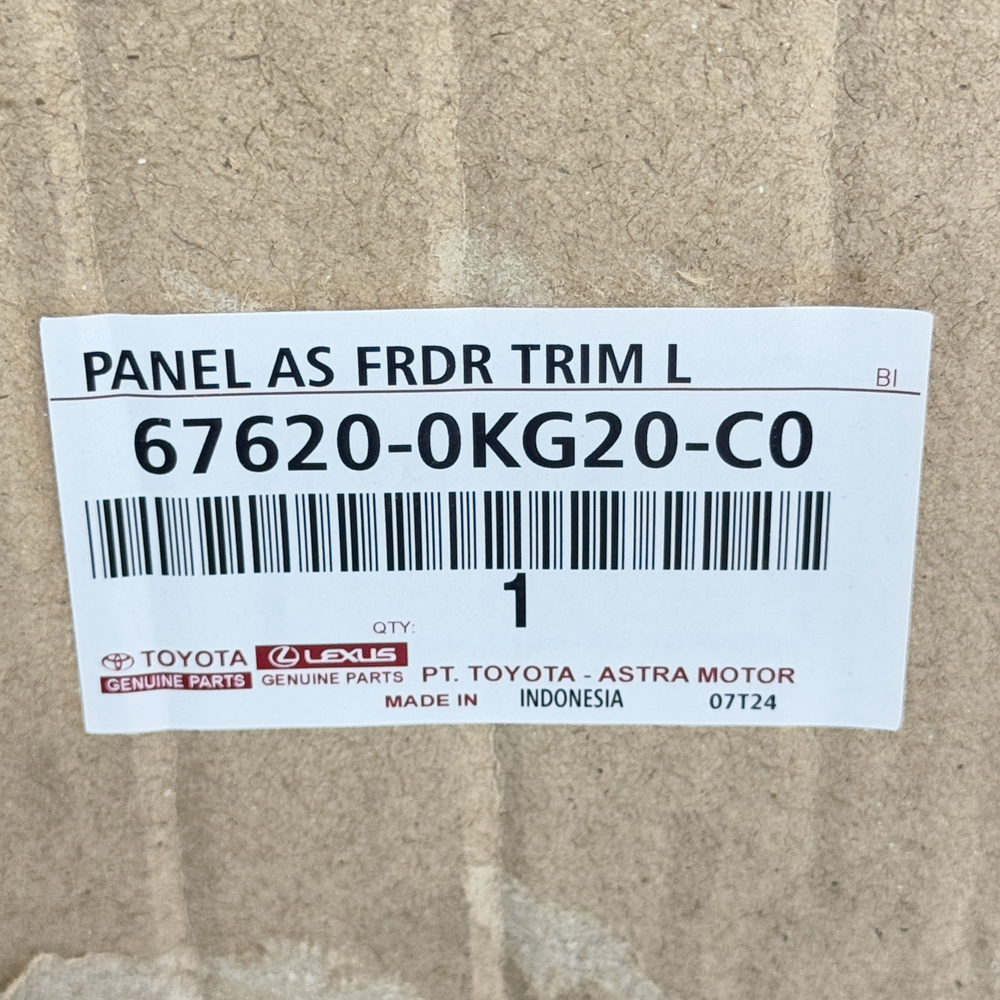 PANEL AS FRDR TRIM L
BI
67620-0KG20-C0
1
QTY:
TOYOTA
GENUINE PARTS
LEXUS
GENUINE PARTS
PT. TOYOTA - ASTRA MOTOR
MADE IN INDONESIA 07T24